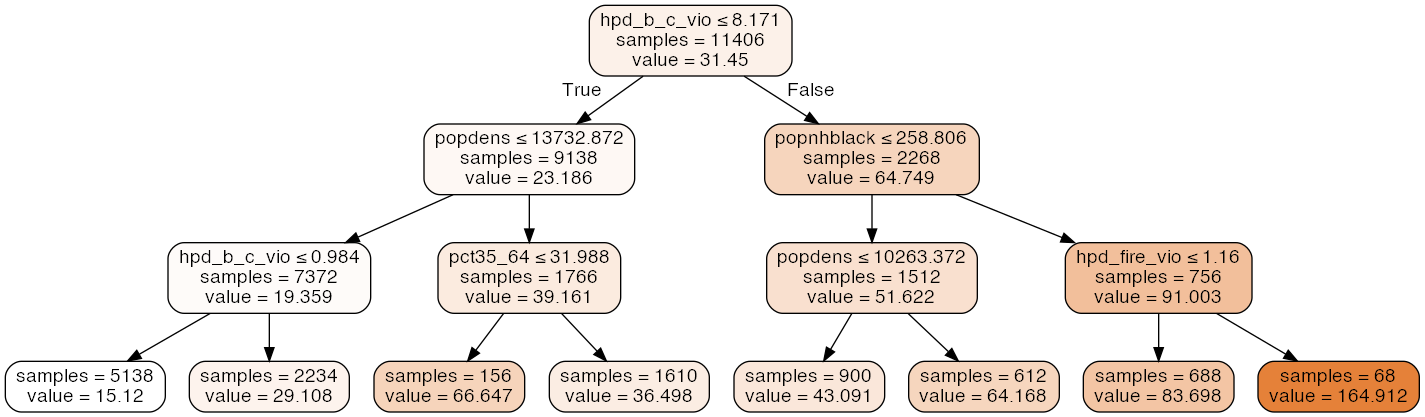 hpd_b_c_vio ≤ 8.171
samples = 11406
value = 31.45
True
False
popdens ≤ 13732.872
samples = 9138
value = 23.186
popnhblack ≤ 258.806
samples = 2268
value = 64.749
hpd_b_c_vio ≤ 0.984
samples = 7372
value = 19.359
pct35_64 ≤ 31.988
samples = 1766
value = 39.161
popdens ≤ 10263.372
samples = 1512
value = 51.622
hpd_fire_vio ≤ 1.16
samples = 756
value = 91.003
samples = 5138
value = 15.12
samples = 2234
value = 29.108
samples = 156
value = 66.647
samples = 1610
value = 36.498
samples = 900
value = 43.091
samples = 612
value = 64.168
samples = 688
value = 83.698
samples = 68
value = 164.912